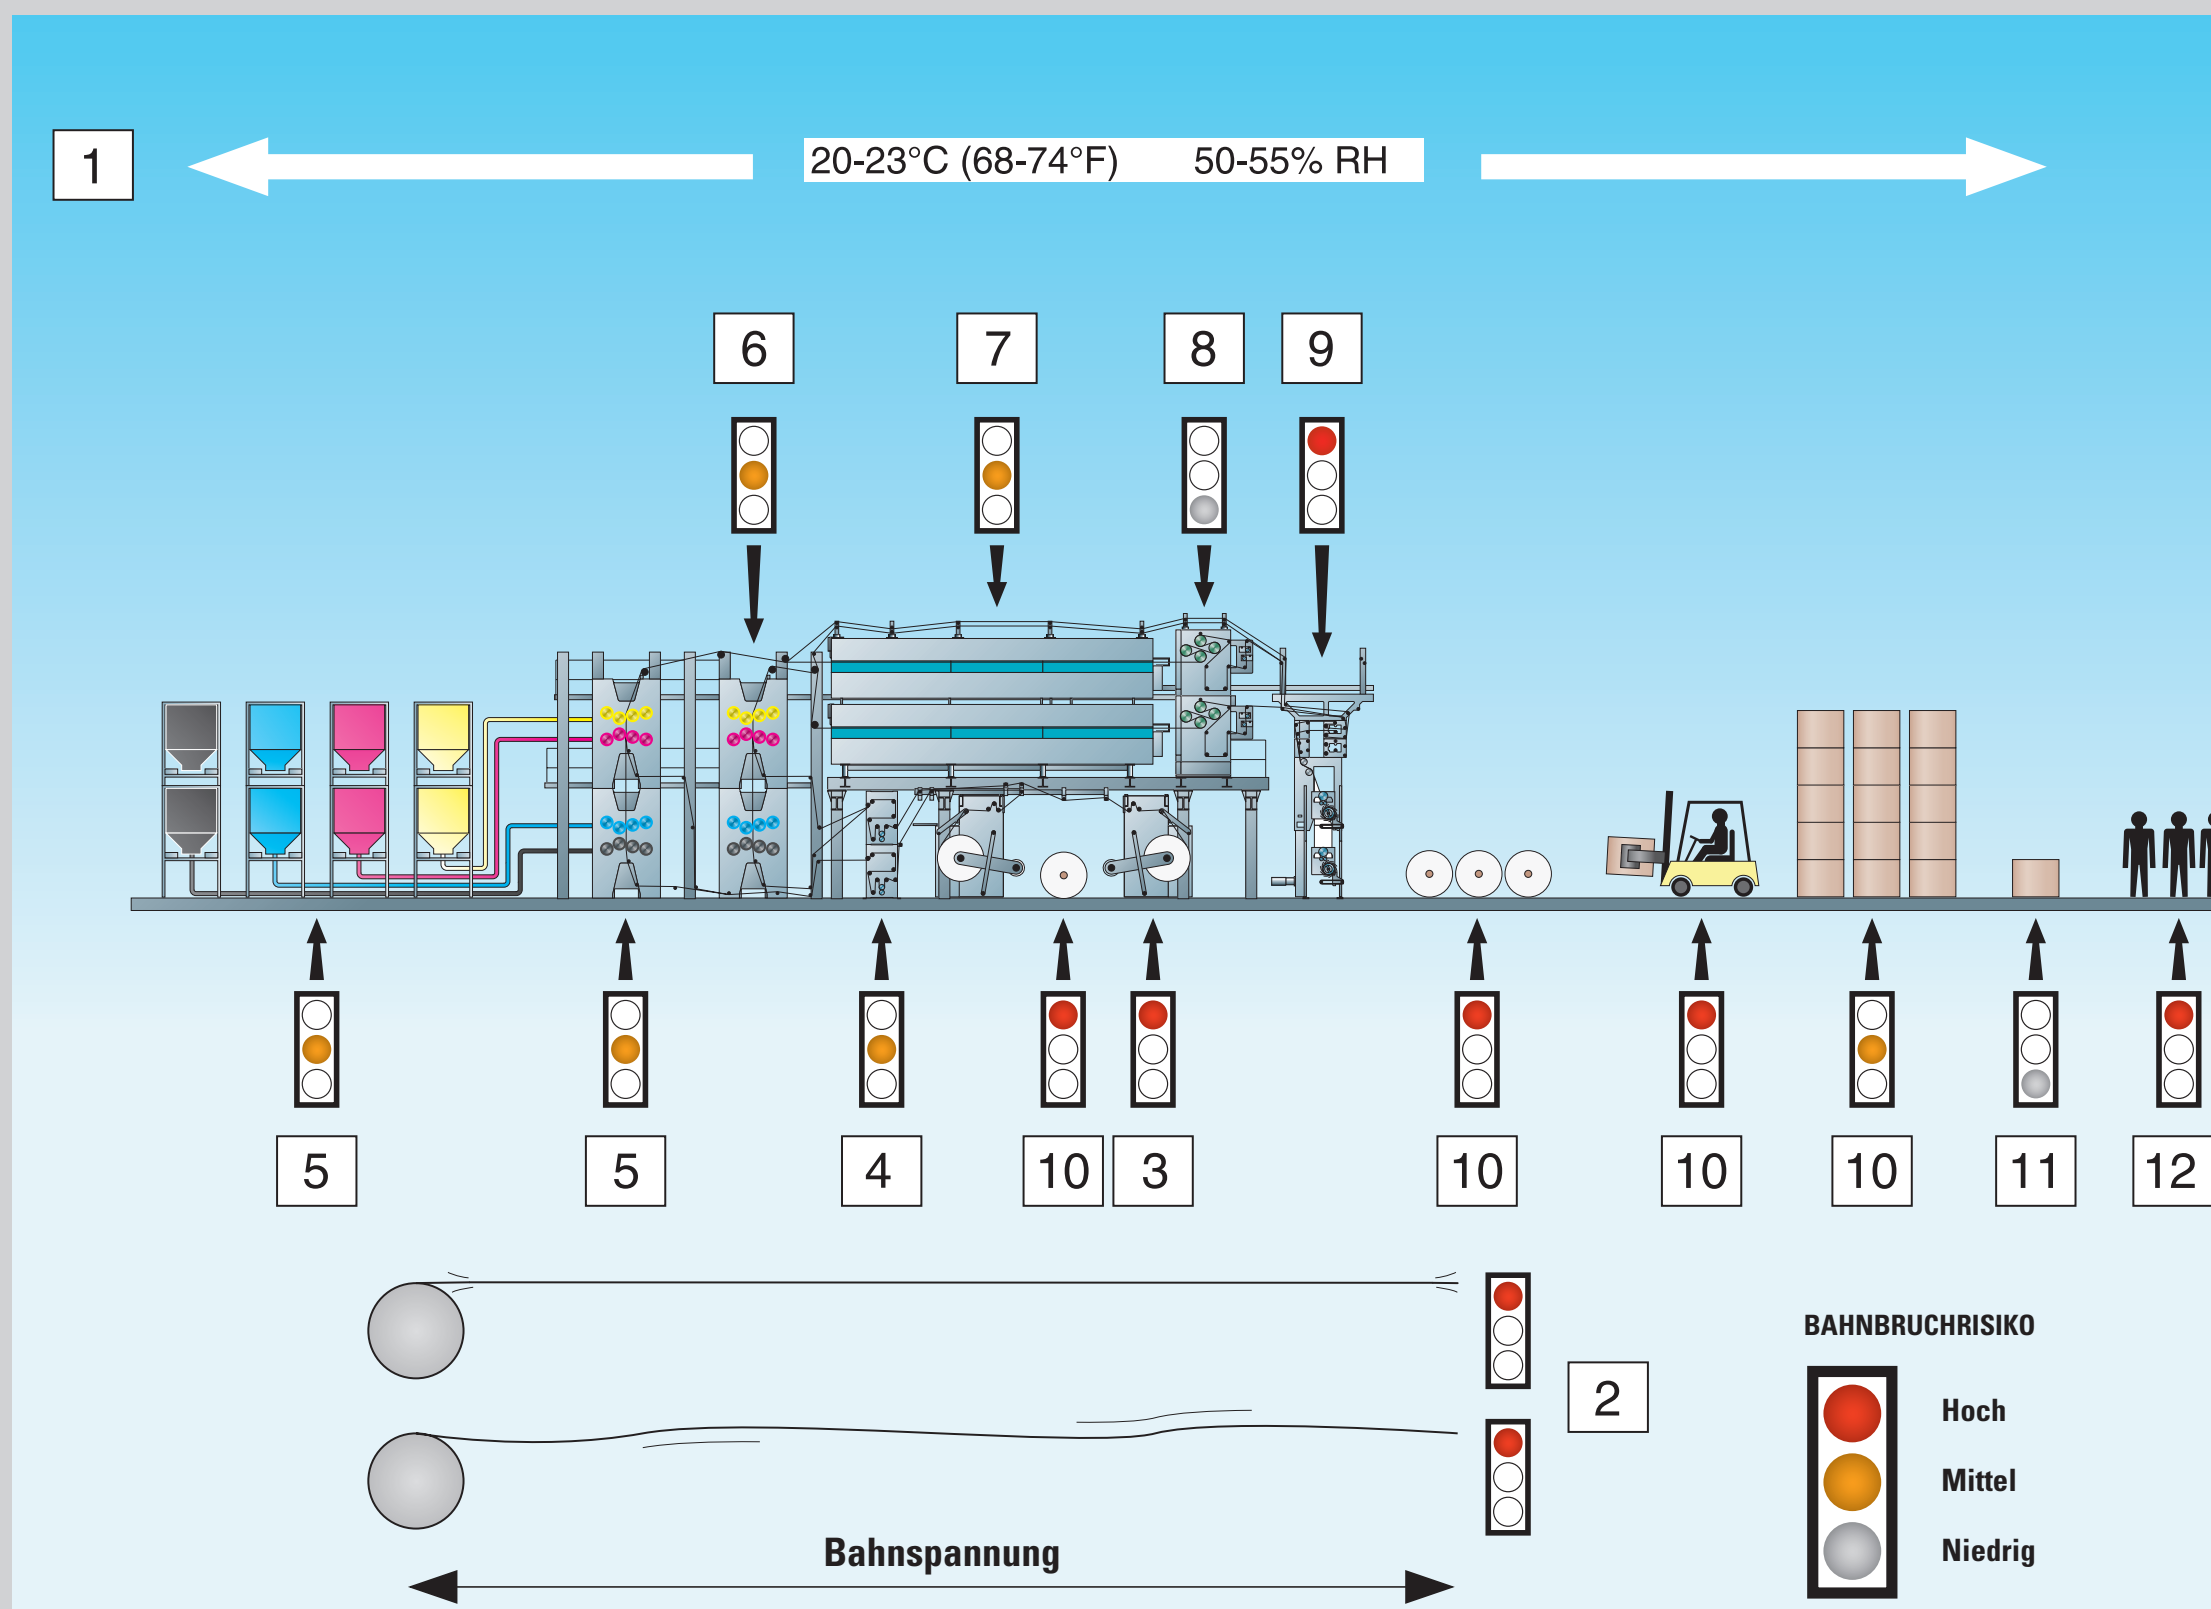 1
20-23°C (68-74°F) 50-55% RH
6 7 8 9
5 5 4 10 3 10 10 10 11 12
2
BAHNBRUCHRISIKO
Hoch
Mittel
Niedrig
Bahnspannung